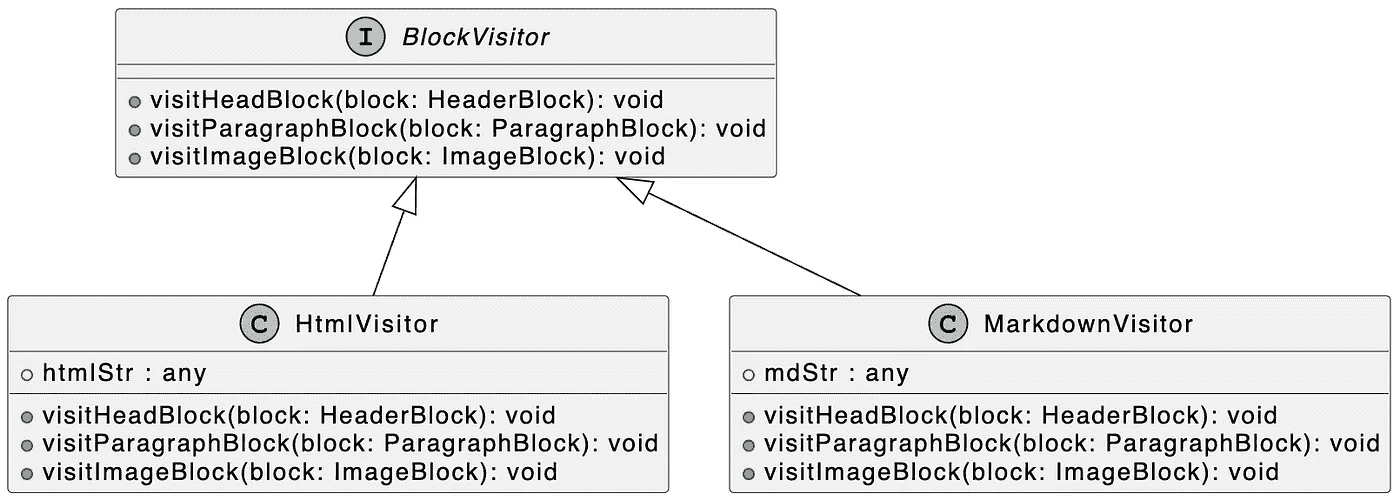 I BlockVisitor
visitHeadBlock(block: HeaderBlock): void
visitParagraphBlock(block: ParagraphBlock): void
visitImageBlock(block: ImageBlock): void
C HtmlVisitor
htmlStr : any
visitHeadBlock(block: HeaderBlock): void
visitParagraphBlock(block: ParagraphBlock): void
visitImageBlock(block: ImageBlock): void
C MarkdownVisitor
mdStr : any
visitHeadBlock(block: HeaderBlock): void
visitParagraphBlock(block: ParagraphBlock): void
visitImageBlock(block: ImageBlock): void